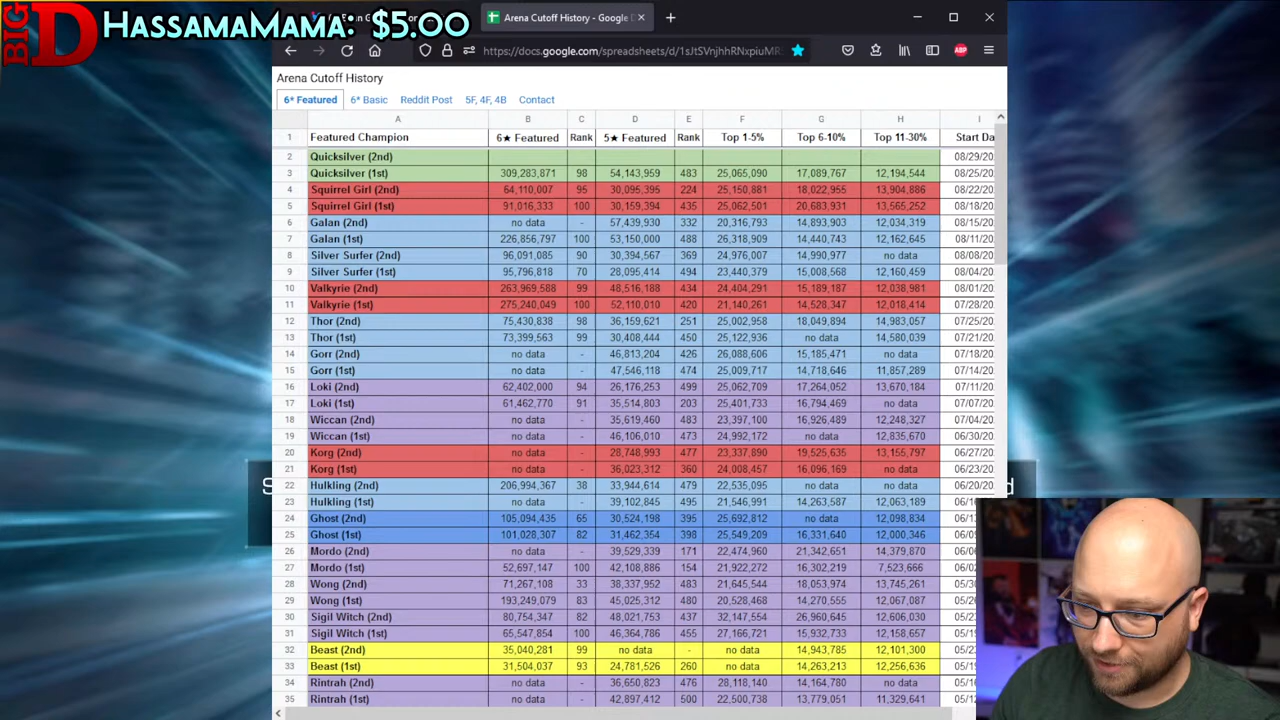 BIG D HASSAMAMAMA: $5.00
Arena Cutoff History - Google D
https://docs.google.com/spreadsheets/d/1sJtSVnjhhRNxpiuMR
ABP
Arena Cutoff History
6* Featured 6* Basic Reddit Post 5F, 4F, 4B Contact
A B C D E F G H I
1 Featured Champion 6★ Featured Rank 5★ Featured Rank Top 1-5% Top 6-10% Top 11-30% Start Da
2 Quicksilver (2nd) 08/29/20
3 Quicksilver (1st) 309,283,871 98 54,143,959 483 25,065,090 17,089,767 12,194,544 08/25/20
4 Squirrel Girl (2nd) 64,110,007 95 30,095,395 224 25,150,881 18,022,955 13,904,886 08/22/20
5 Squirrel Girl (1st) 91,016,333 100 30,159,394 435 25,062,501 20,683,931 13,565,252 08/18/20
6 Galan (2nd) no data - 57,439,930 332 20,316,793 14,893,903 12,034,319 08/15/20
7 Galan (1st) 226,856,797 100 53,150,000 488 26,318,909 14,440,743 12,162,645 08/11/20
8 Silver Surfer (2nd) 96,091,085 90 30,394,567 369 24,976,007 14,990,977 no data 08/08/20
9 Silver Surfer (1st) 95,796,818 70 28,095,414 494 23,440,379 15,008,568 12,160,459 08/04/20
10 Valkyrie (2nd) 263,969,588 99 48,516,188 434 24,404,291 15,189,187 12,038,981 08/01/20
11 Valkyrie (1st) 275,240,049 100 52,110,010 420 21,140,261 14,528,347 12,018,414 07/28/20
12 Thor (2nd) 75,430,838 98 36,159,621 251 25,002,958 18,049,894 14,983,057 07/25/20
13 Thor (1st) 73,399,563 99 30,408,444 450 25,122,936 no data 14,580,039 07/21/20
14 Gorr (2nd) no data - 46,813,204 426 26,088,606 15,185,471 no data 07/18/20
15 Gorr (1st) no data - 47,546,118 474 25,009,717 14,718,646 11,857,289 07/14/20
16 Loki (2nd) 62,402,000 94 26,176,253 499 25,062,709 17,264,052 13,670,184 07/11/20
17 Loki (1st) 61,462,770 91 35,514,803 203 25,401,733 16,794,469 no data 07/07/20
18 Wiccan (2nd) no data - 35,619,460 483 23,397,100 16,926,489 12,248,327 07/04/20
19 Wiccan (1st) no data - 46,106,010 473 24,992,172 no data 12,835,670 06/30/20
20 Korg (2nd) no data - 28,748,993 477 23,337,890 19,525,635 13,155,797 06/27/20
21 Korg (1st) no data - 36,023,312 360 24,008,457 16,096,169 no data 06/23/20
22 Hulkling (2nd) 206,994,367 38 33,944,614 479 22,535,095 no data no data 06/20/20
23 Hulkling (1st) no data - 39,102,845 495 21,546,991 14,263,587 12,063,189 06/16
24 Ghost (2nd) 105,094,435 65 30,524,198 395 25,692,812 no data 12,098,834 06/1
25 Ghost (1st) 101,028,307 82 31,462,354 398 25,549,209 16,331,640 12,000,346 06/0
26 Mordo (2nd) no data - 39,529,339 171 22,474,960 21,342,651 14,379,870 06/0
27 Mordo (1st) 52,697,147 100 42,108,886 154 21,922,272 16,302,219 7,523,666 06/02
28 Wong (2nd) 71,267,108 33 38,337,952 489 21,645,544 18,053,974 13,745,261 05/30
29 Wong (1st) 193,249,079 83 45,025,312 480 20,528,468 14,270,555 12,067,087 05/26
30 Sigil Witch (2nd) 80,754,347 82 48,021,753 437 32,147,554 26,960,645 12,606,030 05/2
31 Sigil Witch (1st) 65,547,854 100 46,364,786 455 27,166,721 15,932,733 12,158,657 05/1
32 Beast (2nd) 35,040,281 99 no data - no data 14,943,785 12,101,300 05/2
33 Beast (1st) 31,504,037 93 24,781,526 260 no data 14,263,213 12,256,636 05/19
34 Rintrah (2nd) no data - 36,650,823 476 28,118,140 14,164,780 no data 05/16
35 Rintrah (1st) no data - 42,897,412 500 22,500,738 13,779,051 11,329,641 05/12